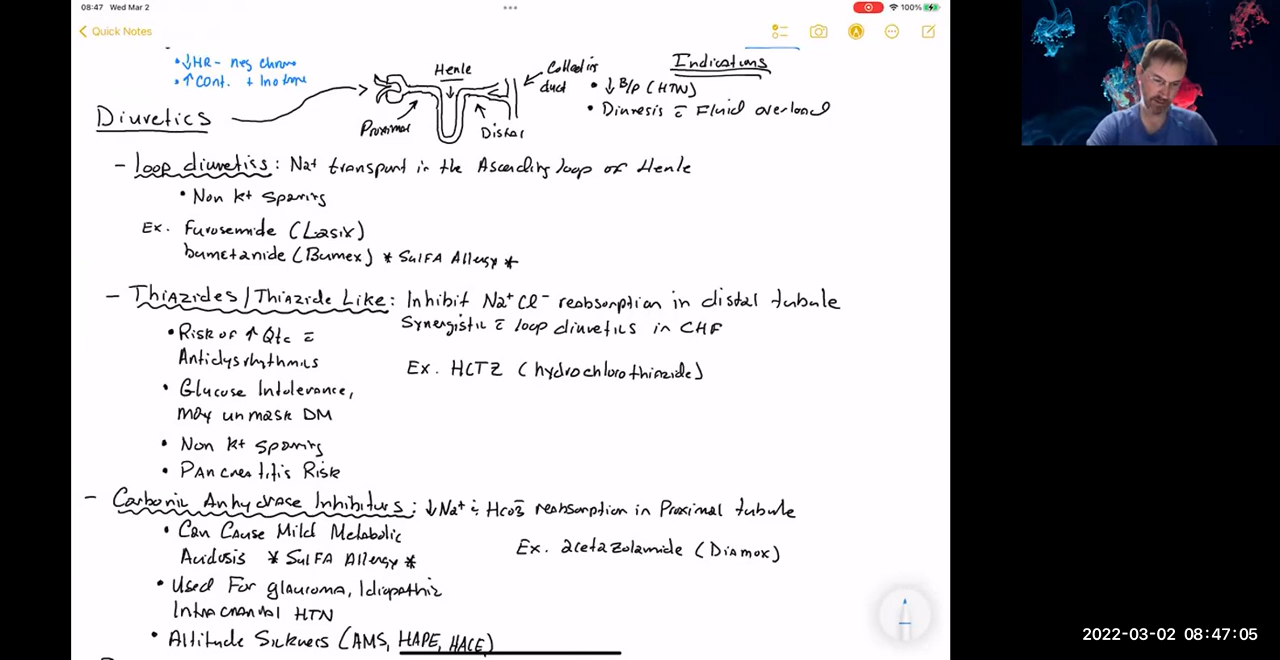 08:47 Wed Mar 2
100%
Quick Notes
• ↓HR - neg chrono
• ↑Cont. + Inotrope
Henle
Collecting duct
Proximal
Distal
Indications
• ↓ B/P (HTN)
• Diuresis c̄ Fluid overload
Diuretics
- loop diuretics: Na+ transport in the Ascending loop of Henle
• Non K+ sparing
Ex. Furosemide (Lasix)
bumetanide (Bumex) * SulFA Allergy *
- Thiazides/Thiazide Like: Inhibit Na+ Cl- reabsorption in distal tubule
Synergistic c̄ loop diuretics in CHF
• Risk of ↑ Qtc c̄
Antidysrhythmics
Ex. HCTZ (hydrochlorothiazide)
• Glucose Intolerance,
may unmask DM
• Non K+ sparing
• PAncreatitis Risk
- Carbonic Anhydrase Inhibitors: ↓Na+ & HCO3- reabsorption in Proximal tubule
• Can Cause Mild Metabolic
Acidosis * SulFA Allergy *
Ex. acetazolamide (Diamox)
• Used For glaucoma, Idiopathic
Intracranial HTN
• Altitude Sickness (AMS, HAPE, HACE)
2022-03-02 08:47:05